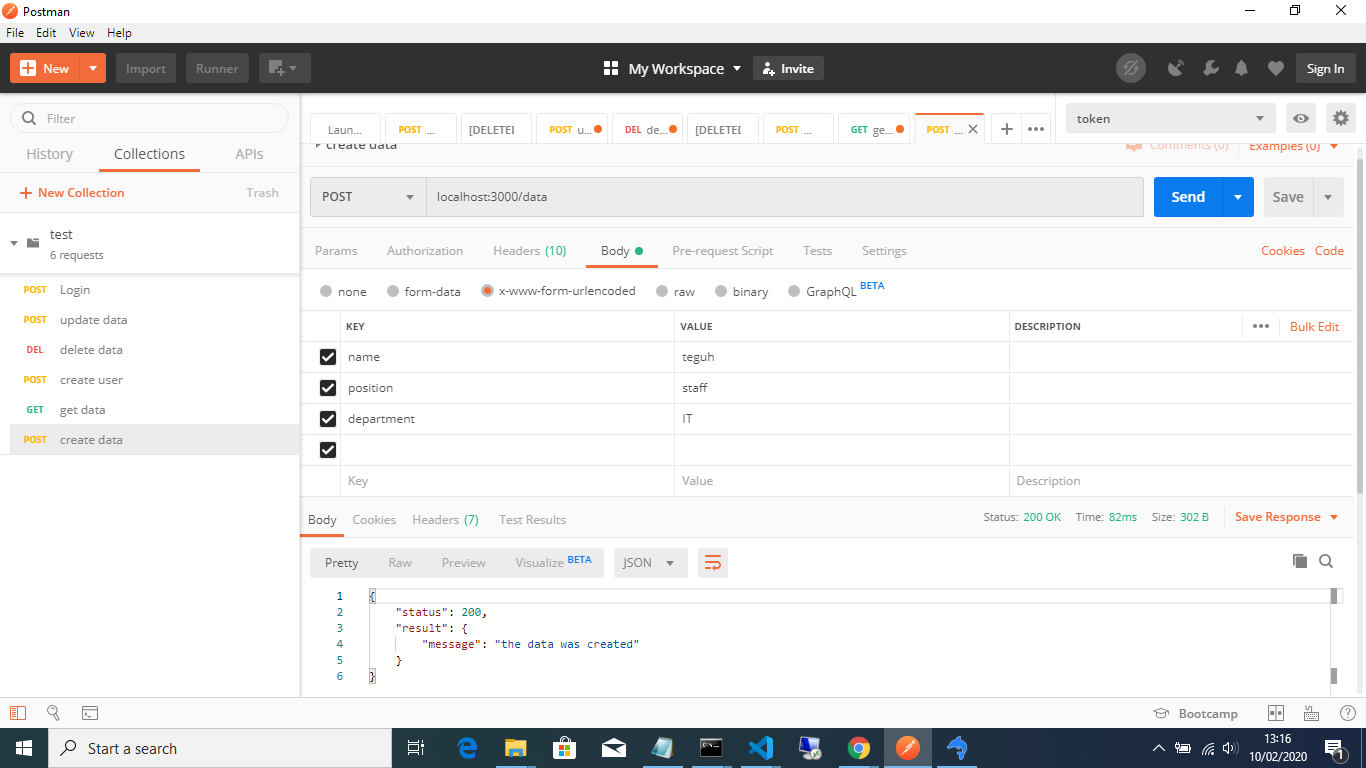 Postman
File Edit View Help
New Import Runner My Workspace Invite Sign In
Filter
History Collections APIs
New Collection Trash
test
6 requests
POST Login
POST update data
DEL delete data
POST create user
GET get data
POST create data
Laun... POST ... [DELETED POST u... DEL de... [DELETED POST ... GET ge... POST ... token
create data Comments (0) Examples (0)
POST localhost:3000/data Send Save
Params Authorization Headers (10) Body Pre-request Script Tests Settings Cookies Code
none form-data x-www-form-urlencoded raw binary GraphQL BETA
KEY VALUE DESCRIPTION Bulk Edit
name teguh
position staff
department IT
Key Value Description
Body Cookies Headers (7) Test Results Status: 200 OK Time: 82ms Size: 302 B Save Response
Pretty Raw Preview Visualize BETA JSON
1 {
2 "status": 200,
3 "result": {
4 "message": "the data was created"
5 }
6 }
Bootcamp
Start a search
13:16
10/02/2020
1